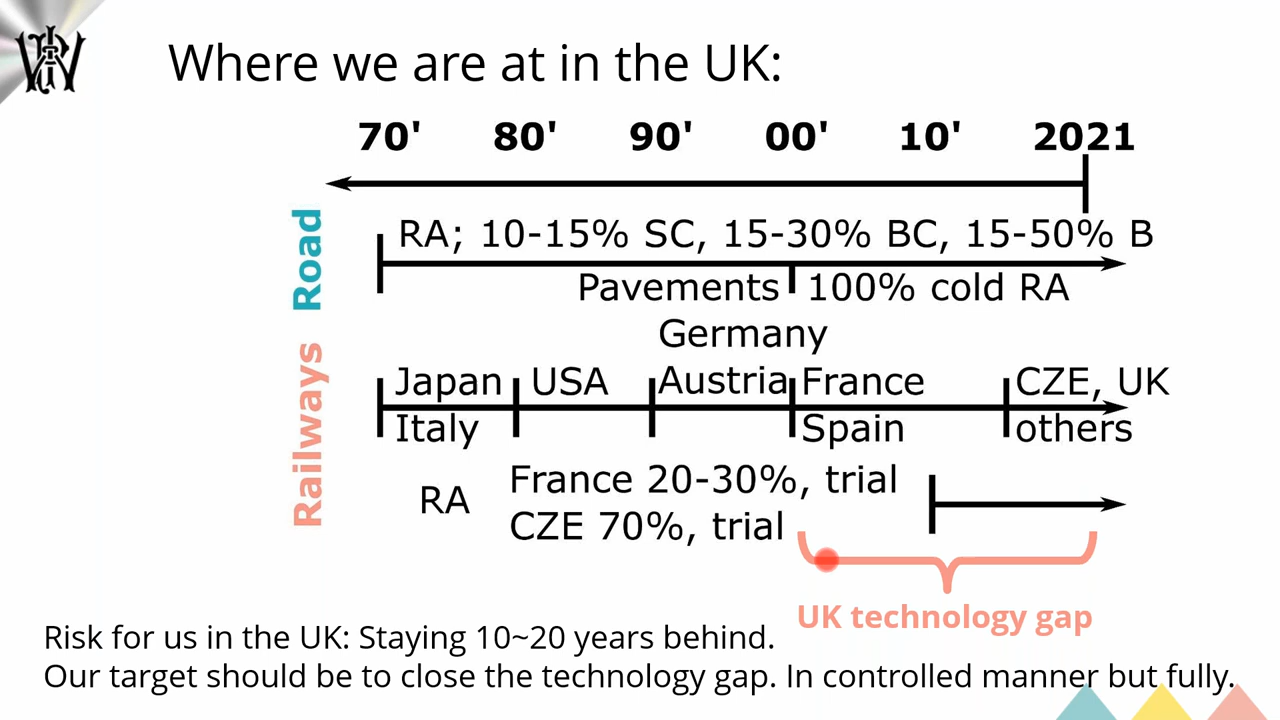 Where we are at in the UK:
70' 80' 90' 00' 10' 2021
Road
RA; 10-15% SC, 15-30% BC, 15-50% B
Pavements 100% cold RA
Railways
Germany
Japan USA Austria France CZE, UK
Italy Spain others
RA
France 20-30%, trial
CZE 70%, trial
UK technology gap
Risk for us in the UK: Staying 10~20 years behind.
Our target should be to close the technology gap. In controlled manner but fully.